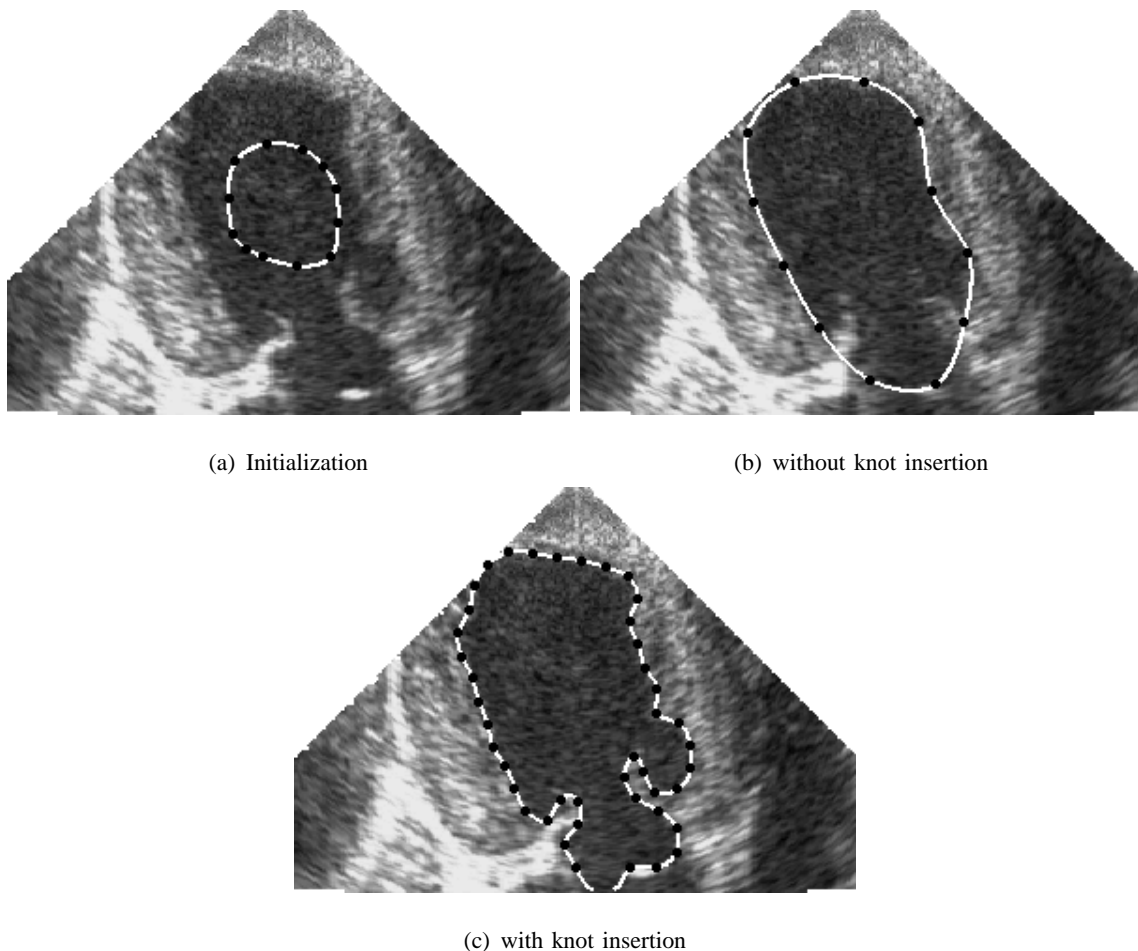 (a) Initialization
(b) without knot insertion
(c) with knot insertion